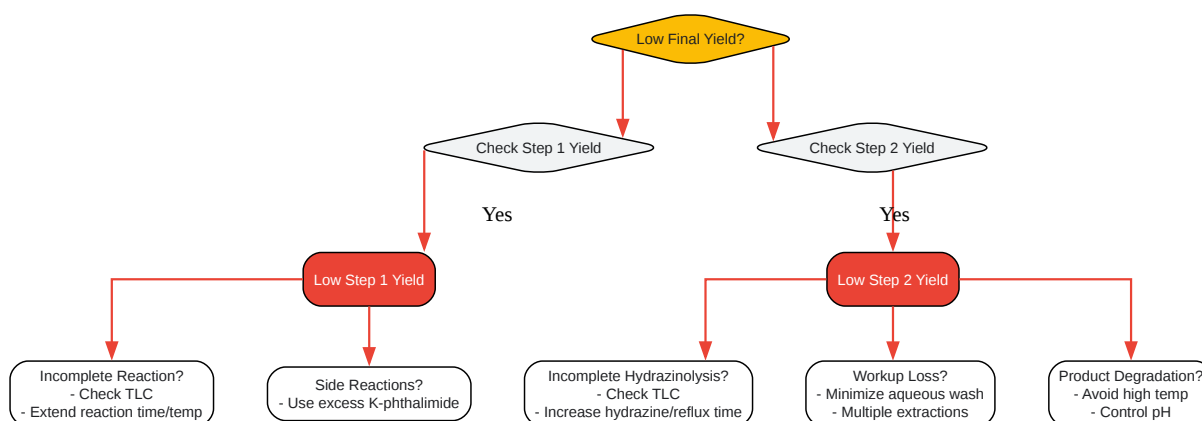 Low Final Yield?
Check Step 1 Yield
Check Step 2 Yield
Yes
Yes
Low Step 1 Yield
Low Step 2 Yield
Incomplete Reaction?
- Check TLC
- Extend reaction time/temp
Side Reactions?
- Use excess K-phthalimide
Incomplete Hydrazinolysis?
- Check TLC
- Increase hydrazine/reflux time
Workup Loss?
- Minimize aqueous wash
- Multiple extractions
Product Degradation?
- Avoid high temp
- Control pH